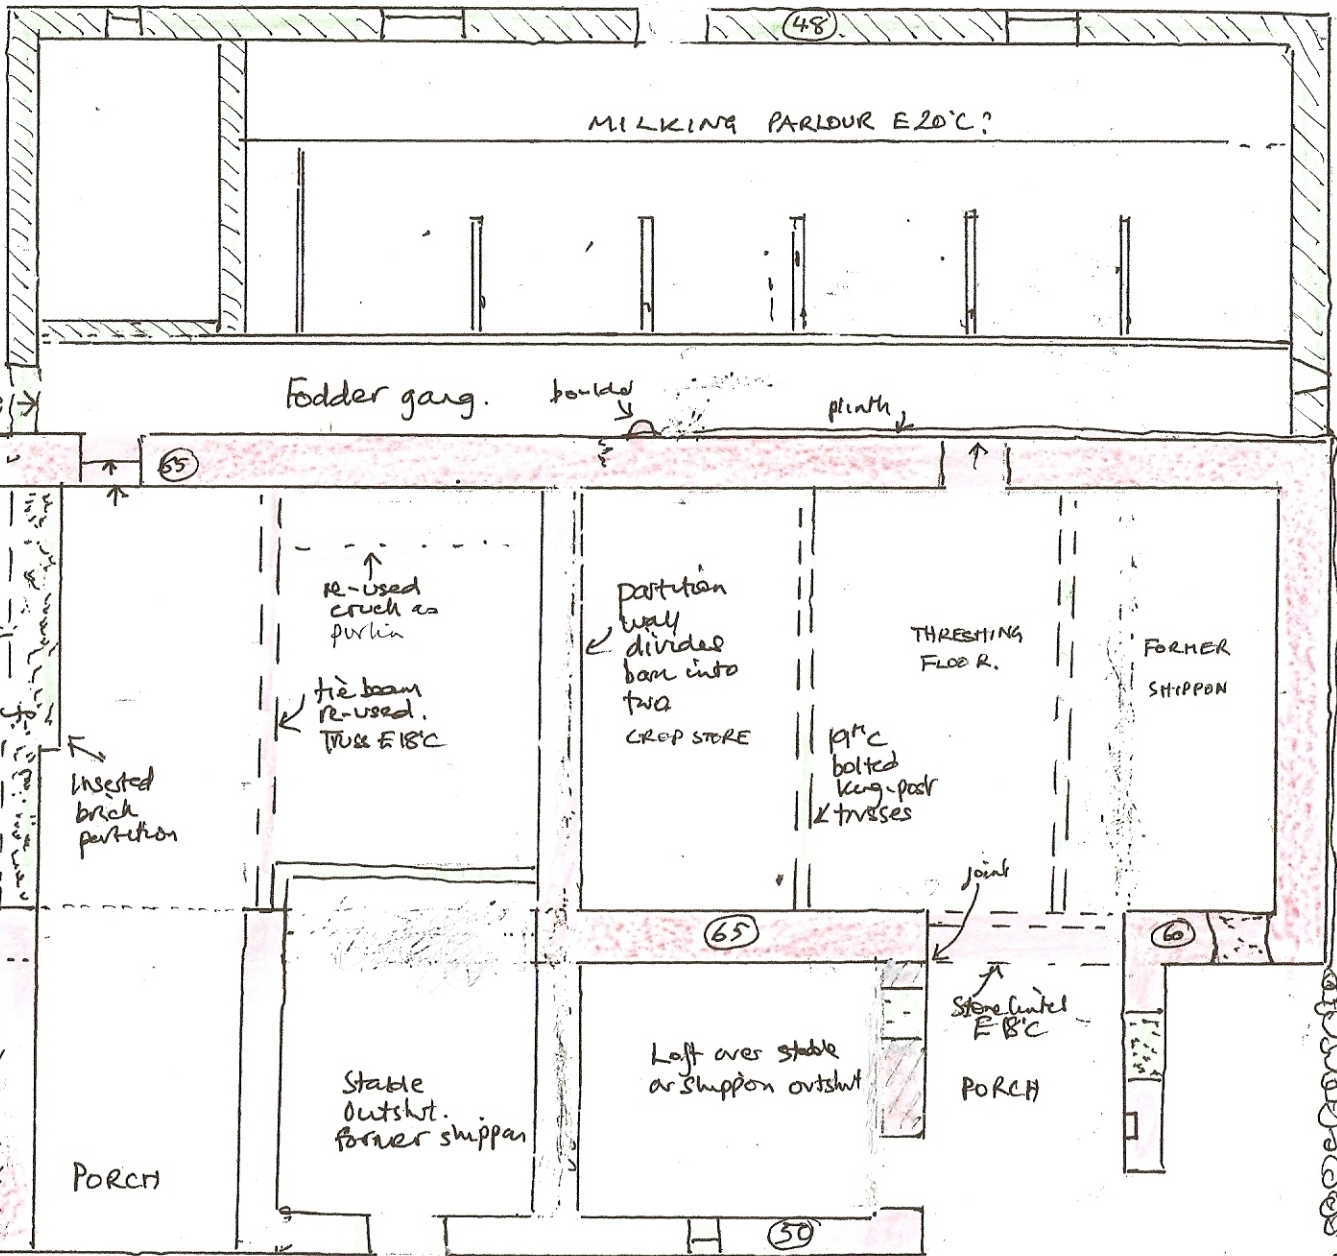 48
MILKING PARLOUR E20°C?
Fodder gang.
boulder
plinth
65
re-used
cruck as
purlin
tie beam
re-used.
Truss E18°C
Inserted
brick
partition
partition
wall
divides
barn into
two
CROP STORE
THRESHING
FLOOR.
FORMER
SHIPPON
19thC
bolted
King-post
trusses
joint
65
60
Stone lintel
E18°C
PORCH
Loft over stable
or shippon outshut
Stable
Outshut.
former shippon
PORCH
50